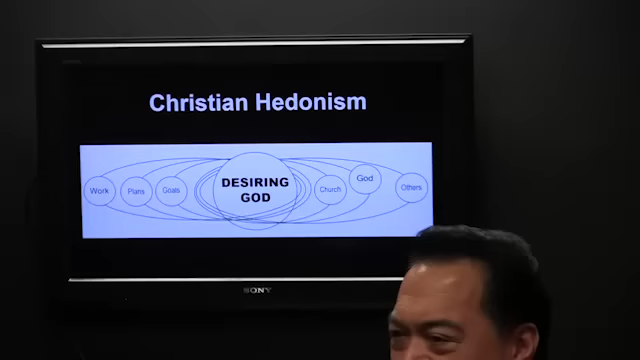 Christian Hedonism
Work
Plans
Goals
DESIRING
GOD
Church
God
Others
SONY